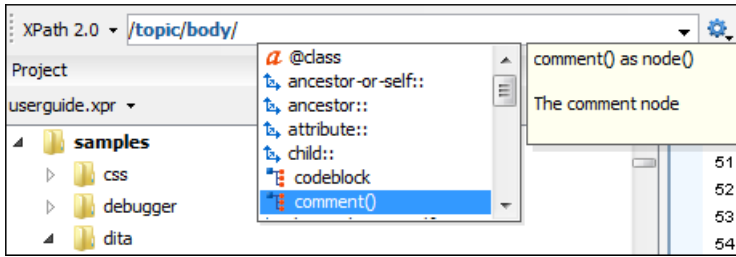 XPath 2.0 /topic/body/
@class
ancestor-or-self::
ancestor::
attribute::
child::
codeblock
comment()
comment() as node()
The comment node
Project
userguide.xpr
samples
css
debugger
dita
51
52
53
54